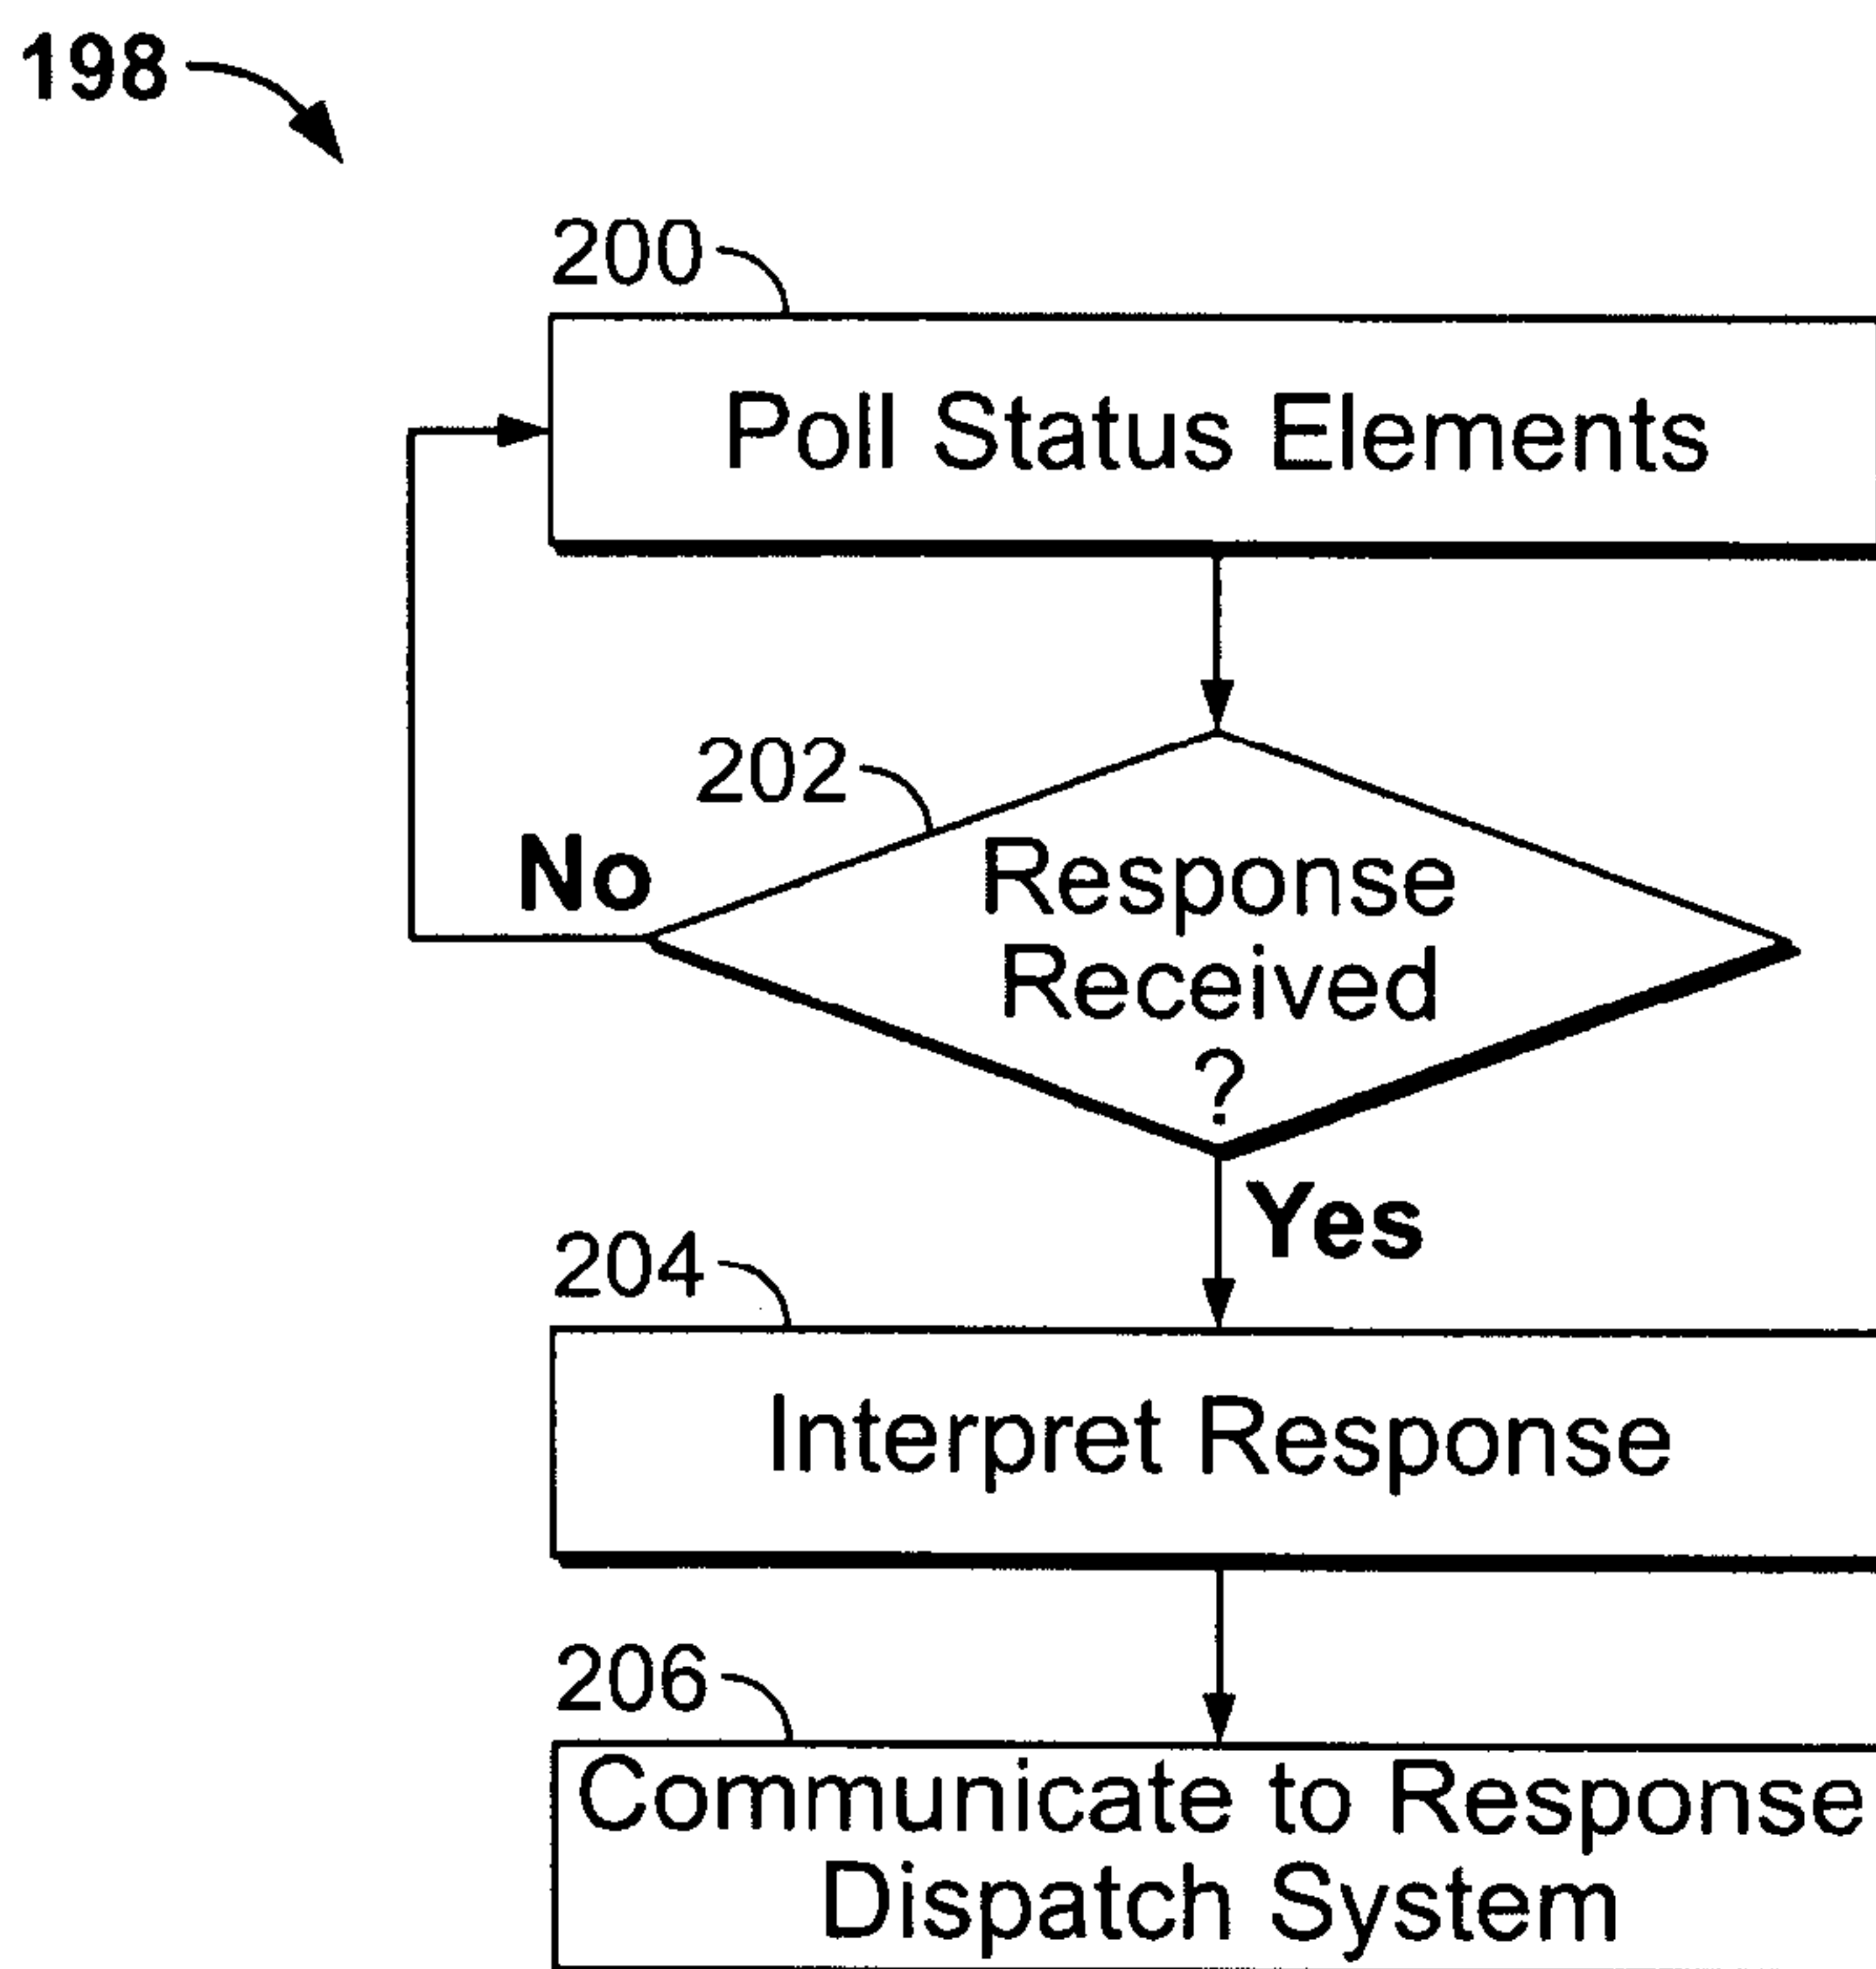 198
200
Poll Status Elements
202
No
Response
Received
?
Yes
204
Interpret Response
206
Communicate to Response
Dispatch System